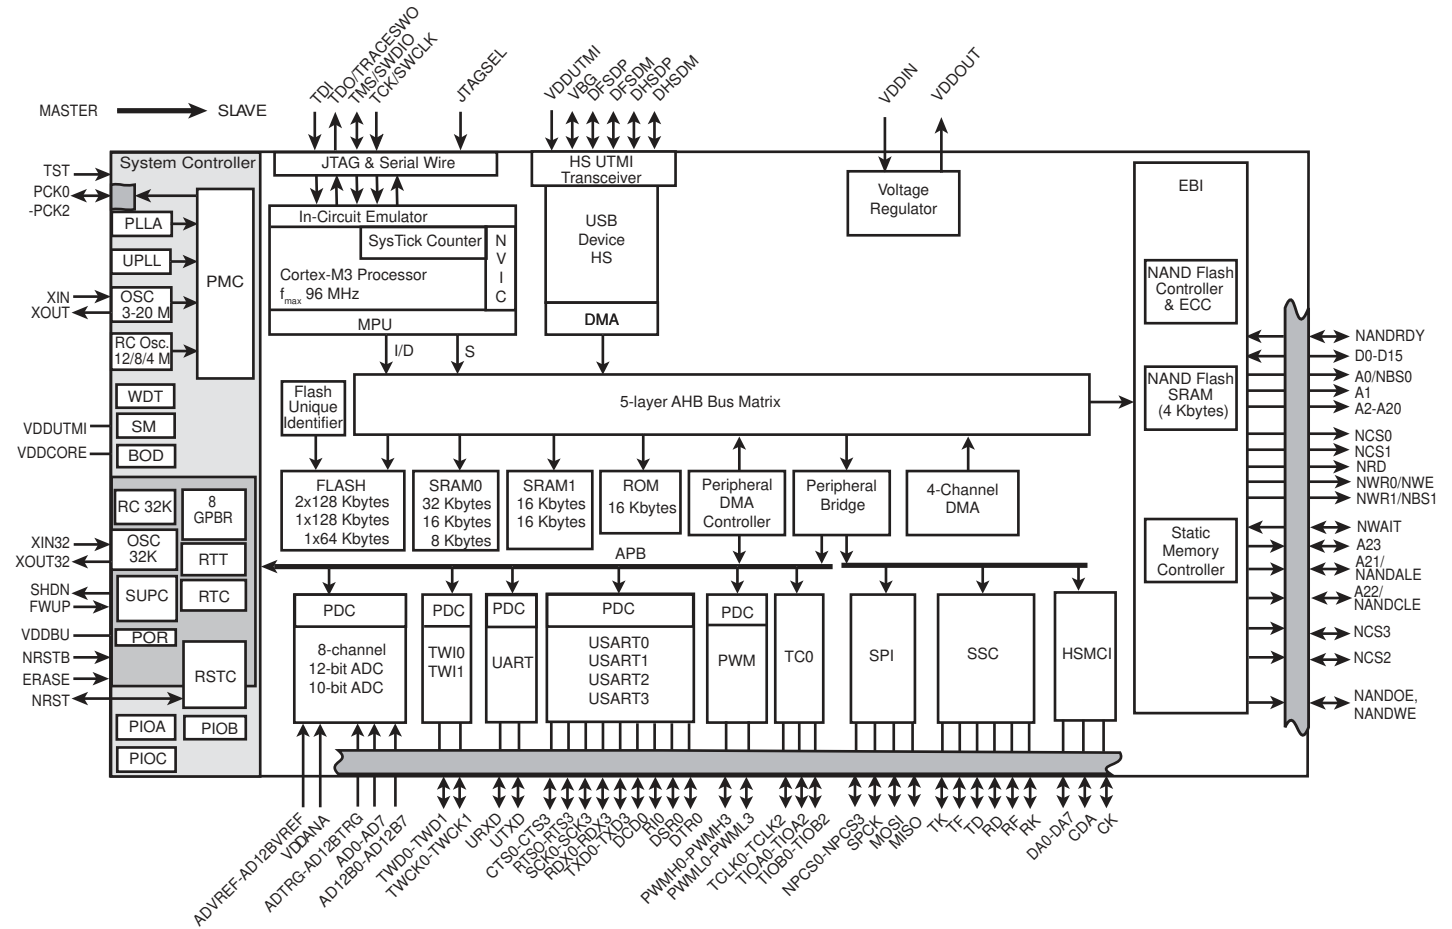 MASTER
SLAVE
TDI
TDO/TRACESWO
TMS/SWDIO
TCK/SWCLK
JTAGSEL
VDDUTMI
VBG
DFSDP
DFSDM
DHSDP
DHSDM
VDDIN
VDDOUT
TST
PCK0
-PCK2
XIN
XOUT
VDDUTMI
VDDCORE
XIN32
XOUT32
SHDN
FWUP
VDDBU
NRSTB
ERASE
NRST
System Controller
PLLA
UPLL
OSC
3-20 M
RC Osc.
12/8/4 M
PMC
WDT
SM
BOD
RC 32K
8
GPBR
OSC
32K
RTT
SUPC
RTC
POR
RSTC
PIOA
PIOB
PIOC
JTAG & Serial Wire
In-Circuit Emulator
SysTick Counter
N
V
I
C
Cortex-M3 Processor
fmax 96 MHz
MPU
I/D
S
HS UTMI
Transceiver
USB
Device
HS
DMA
Voltage
Regulator
5-layer AHB Bus Matrix
Flash
Unique
Identifier
FLASH
2x128 Kbytes
1x128 Kbytes
1x64 Kbytes
SRAM0
32 Kbytes
16 Kbytes
8 Kbytes
SRAM1
16 Kbytes
16 Kbytes
ROM
16 Kbytes
Peripheral
DMA
Controller
Peripheral
Bridge
4-Channel
DMA
APB
PDC
8-channel
12-bit ADC
10-bit ADC
PDC
TWI0
TWI1
PDC
UART
PDC
USART0
USART1
USART2
USART3
PDC
PWM
TC0
SPI
SSC
HSMCI
EBI
NAND Flash
Controller
& ECC
NAND Flash
SRAM
(4 Kbytes)
Static
Memory
Controller
NANDRDY
D0-D15
A0/NBS0
A1
A2-A20
NCS0
NCS1
NRD
NWR0/NWE
NWR1/NBS1
NWAIT
A23
A21/
NANDALE
A22/
NANDCLE
NCS3
NCS2
NANDOE,
NANDWE
ADVREF-AD12BVREF
VDDANA
ADTRG-AD12BTRG
AD0-AD7
AD12B0-AD12B7
TWD0-TWD1
TWCK0-TWCK1
URXD
UTXD
CTS0-CTS3
RTS0-RTS3
SCK0-SCK3
RDX0-RDX3
TXD0-TXD3
DCD0
RI0
DSR0
DTR0
PWMH0-PWMH3
PWML0-PWML3
TCLK0-TCLK2
TIOA0-TIOA2
TIOB0-TIOB2
NPCS0-NPCS3
SPCK
MOSI
MISO
TK
TF
TD
RD
RF
RK
DA0-DA7
CDA
CK